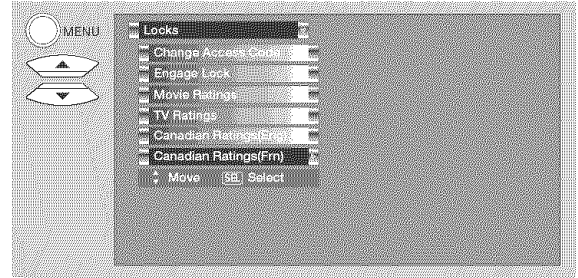 MENU
Locks
Change Access Code
Engage Lock
Movie Ratings
TV Ratings
Canadian Ratings(Eng)
Canadian Ratings(Frn)
Move SEL Select